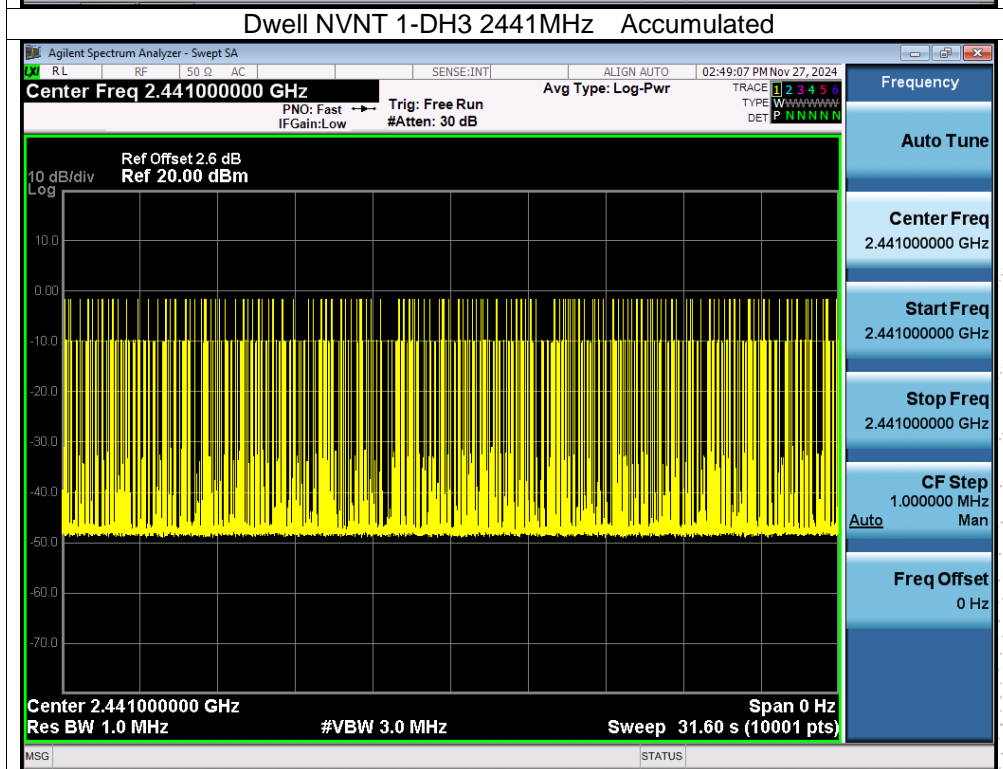 Dwell NVNT 1-DH3 2441MHz Accumulated
Agilent Spectrum Analyzer - Swept SA
LXI RL RF 50 Ω AC SENSE:INT ALIGN AUTO 02:49:07 PM Nov 27, 2024
Center Freq 2.441000000 GHz
PNO: Fast
IFGain:Low
Trig: Free Run
#Atten: 30 dB
Avg Type: Log-Pwr
TRACE 1 2 3 4 5 6
TYPE WWWWWWW
DET P N N N N N
Ref Offset 2.6 dB
10 dB/div Ref 20.00 dBm
Log
10.0
0.00
-10.0
-20.0
-30.0
-40.0
-50.0
-60.0
-70.0
Center 2.441000000 GHz Span 0 Hz
Res BW 1.0 MHz #VBW 3.0 MHz Sweep 31.60 s (10001 pts)
MSG STATUS
Frequency
Auto Tune
Center Freq
2.441000000 GHz
Start Freq
2.441000000 GHz
Stop Freq
2.441000000 GHz
CF Step
1.000000 MHz
Auto Man
Freq Offset
0 Hz